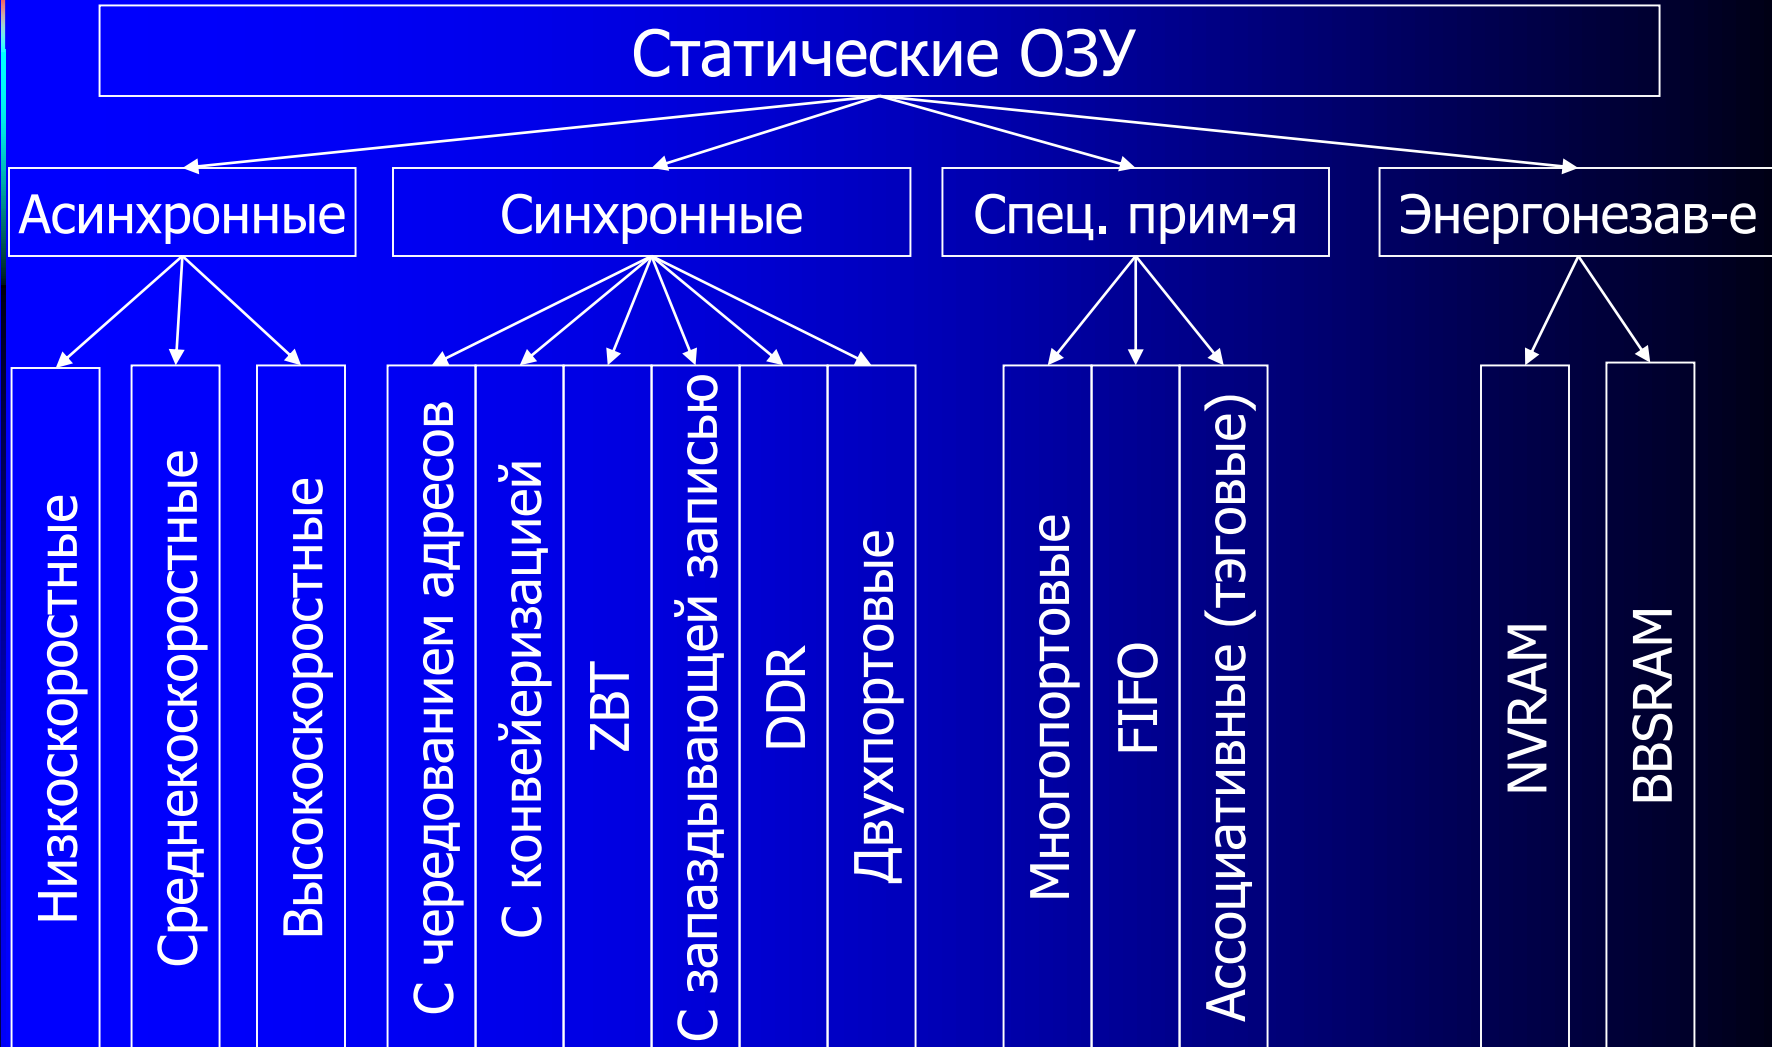 Статические ОЗУ
Асинхронные
Синхронные
Спец. прим-я
Энергонезав-е
Низкоскоростные
Среднекоскоростные
Высокоскоростные
С чередованием адресов
С конвейеризацией
ZBT
С запаздывающей записью
DDR
Двухпортовые
Многопортовые
FIFO
Ассоциативные (тэговые)
NVRAM
BBSRAM